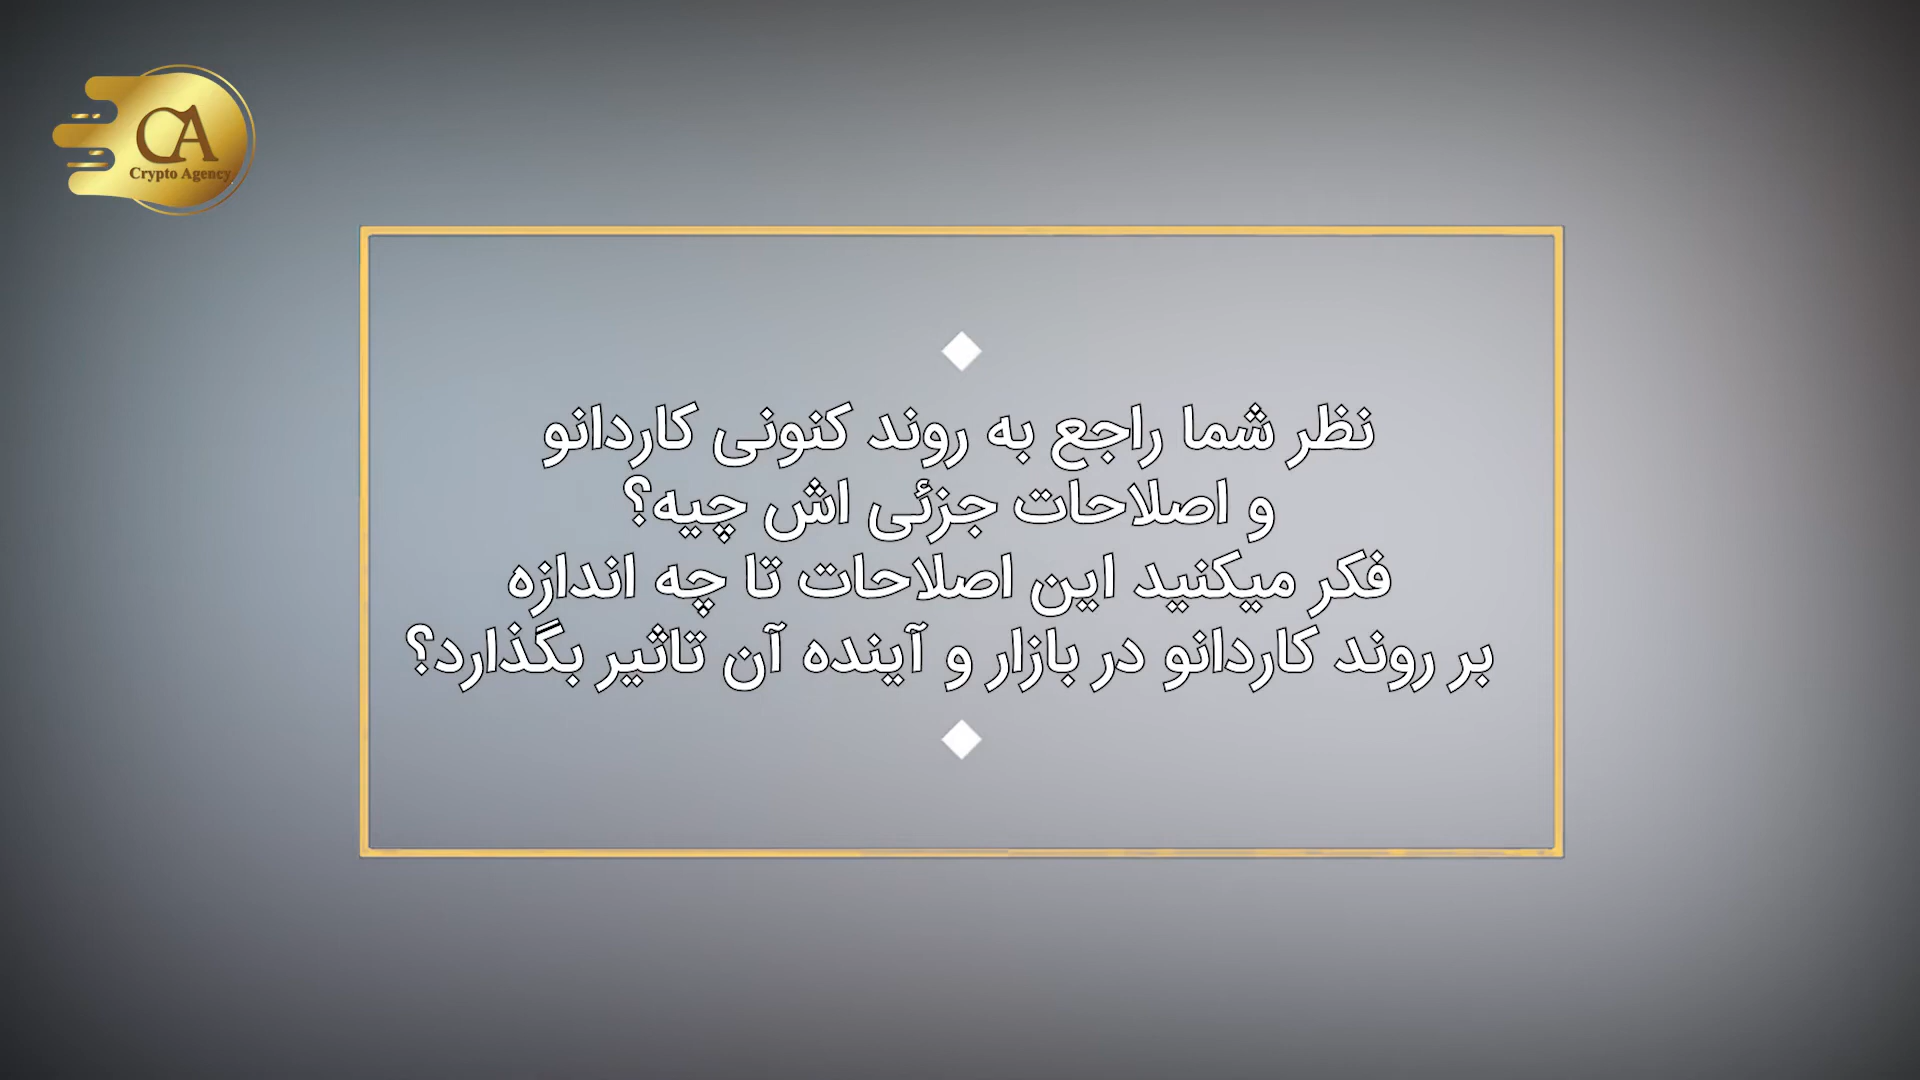 CA
Crypto Agency
نظر شما راجع به روند کنونی کاردانو
و اصلاحات جزئی اش چیه؟
فکر میکنید این اصلاحات تا چه اندازه
بر روند کاردانو در بازار و آینده آن تاثیر بگذارد؟